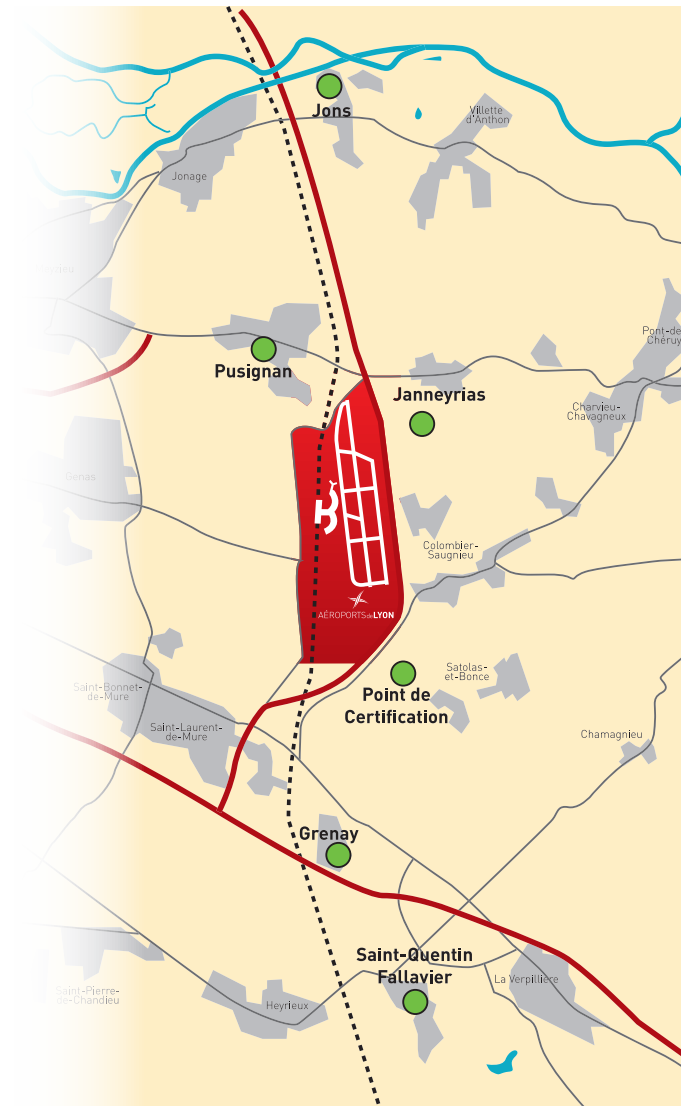 Jons
Villette
d'Anthon
Jonage
Pont-de-
Chéruy
Pusignan
Janneyrias
Charvieu-
Chavagneux
Genas
Colombier-
Saugnieu
AÉROPORTS de LYON
Satolas-
et-Bonce
Saint-Bonnet-
de-Mure
Point de
Certification
Saint-Laurent-
de-Mure
Chamagnieu
Grenay
Saint-Quentin
Fallavier
La Verpillière
Saint-Pierre-
de-Chandieu
Heyrieux